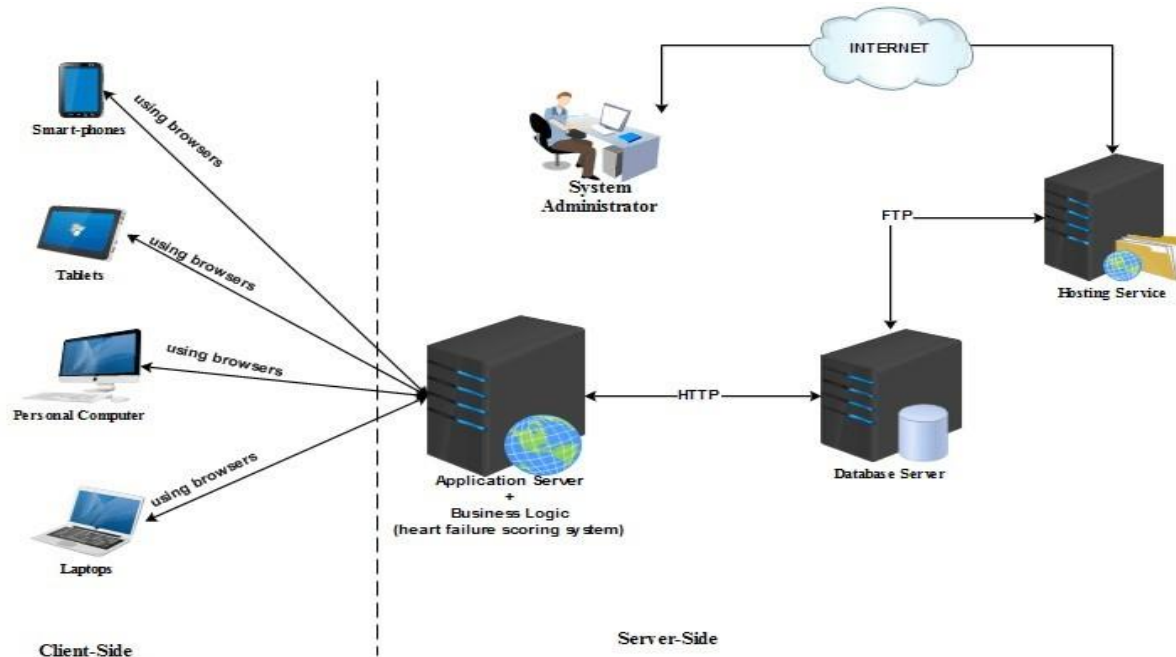 INTERNET
Smart-phones
using browsers
System
Administrator
Tablets
using browsers
FTP
Hosting Service
Personal Computer
using browsers
HTTP
Database Server
Laptops
using browsers
Application Server
+
Business Logic
(heart failure scoring system)
Client-Side
Server-Side